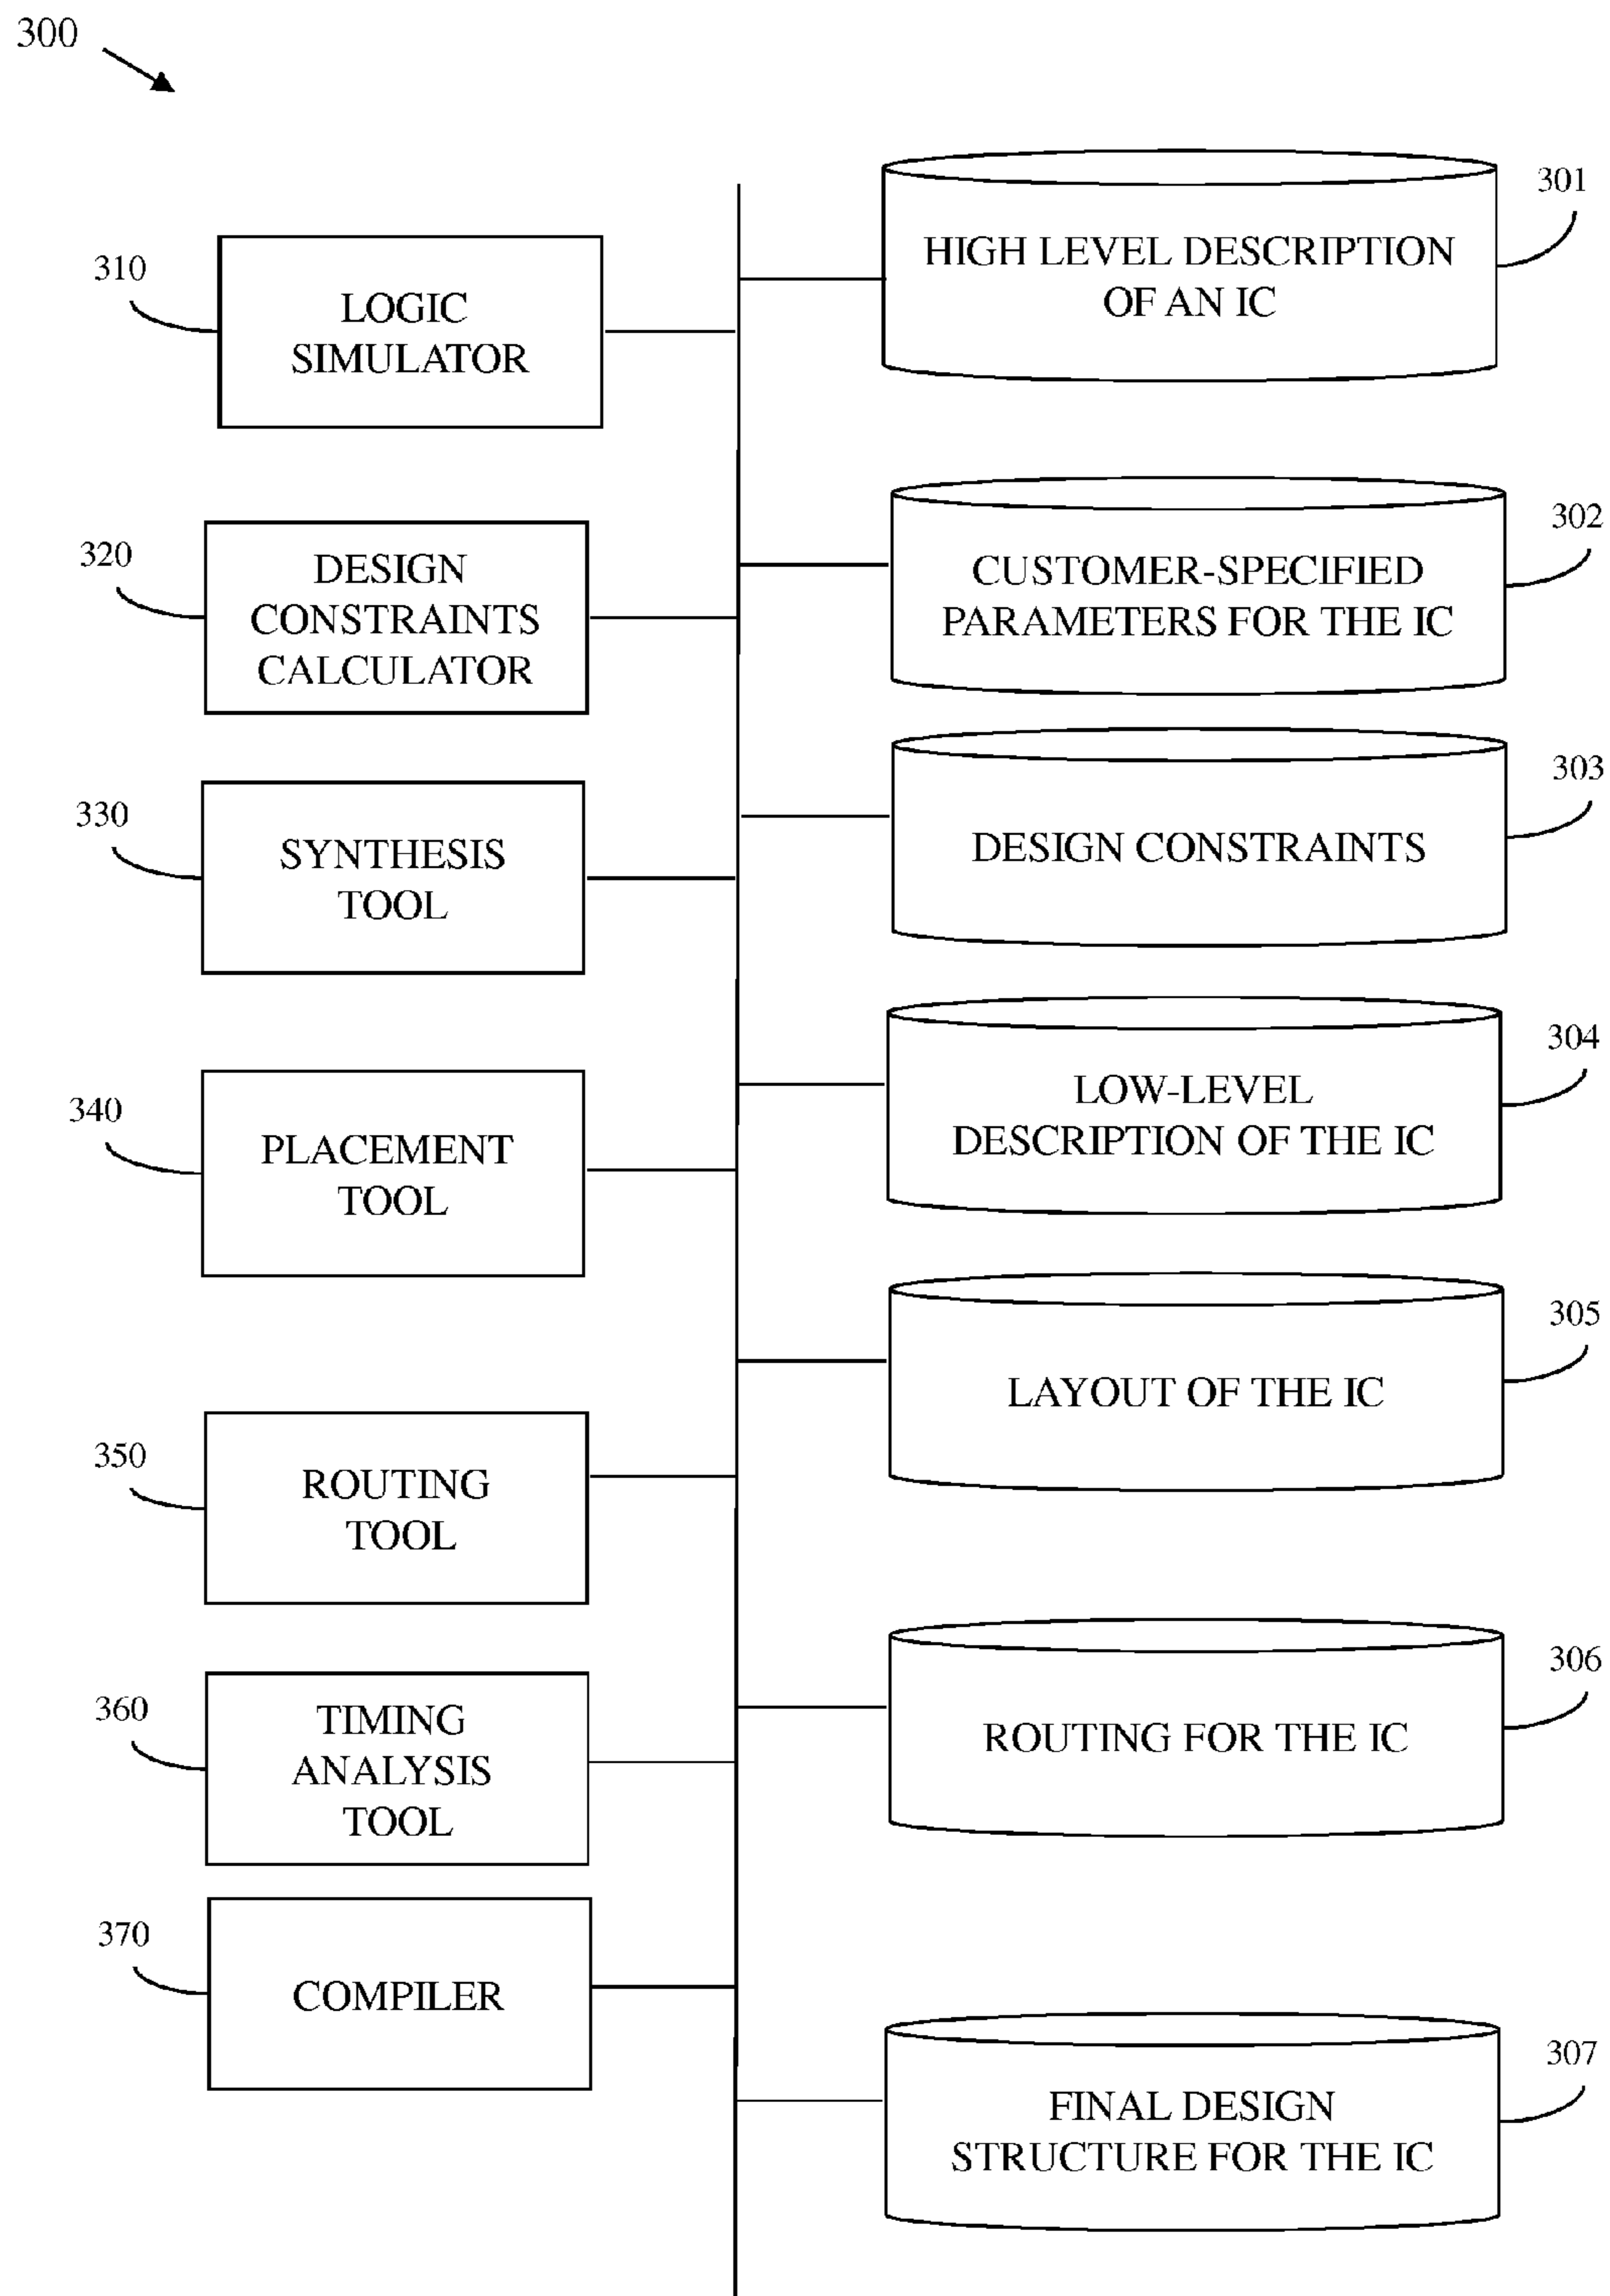 300
301
HIGH LEVEL DESCRIPTION
OF AN IC
310
LOGIC
SIMULATOR
302
CUSTOMER-SPECIFIED
PARAMETERS FOR THE IC
320
DESIGN
CONSTRAINTS
CALCULATOR
303
DESIGN CONSTRAINTS
330
SYNTHESIS
TOOL
304
LOW-LEVEL
DESCRIPTION OF THE IC
340
PLACEMENT
TOOL
305
LAYOUT OF THE IC
350
ROUTING
TOOL
306
ROUTING FOR THE IC
360
TIMING
ANALYSIS
TOOL
370
COMPILER
307
FINAL DESIGN
STRUCTURE FOR THE IC